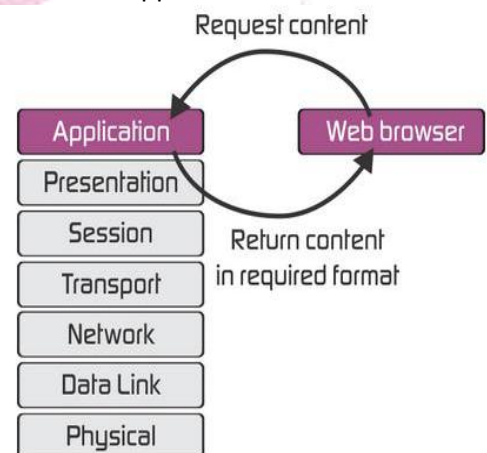 Request content
Application
Web browser
Presentation
Session
Return content
in required format
Transport
Network
Data Link
Physical